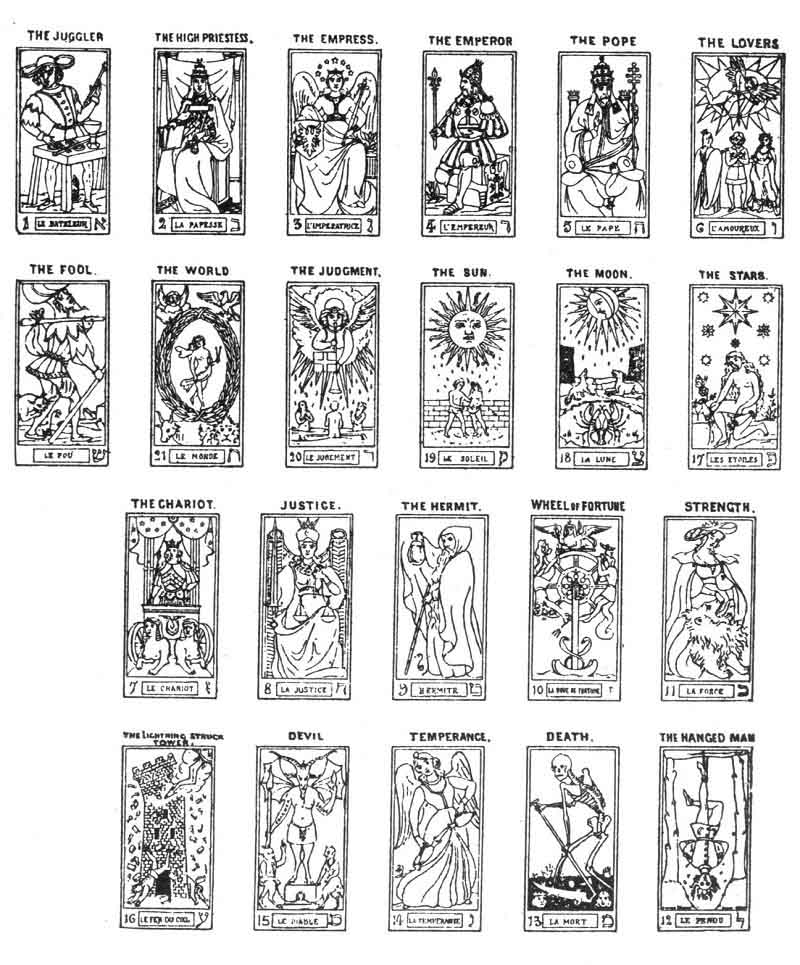 THE JUGGLER
THE HIGH PRIESTESS.
THE EMPRESS.
THE EMPEROR
THE POPE
THE LOVERS
1 LE BATELEUR א
2 LA PAPESSE ב
3 L'IMPERATRICE ג
4 L'EMPEREUR ד
5 LE PAPE ה
6 L'AMOUREUX ו
THE FOOL.
THE WORLD
THE JUDGMENT.
THE SUN.
THE MOON.
THE STARS.
LE FOU ש
21 LE MONDE ת
20 LE JUGEMENT ר
19 LE SOLEIL ק
18 LA LUNE צ
17 LES ETOILES פ
THE CHARIOT.
JUSTICE.
THE HERMIT.
WHEEL OF FORTUNE
STRENGTH.
7 LE CHARIOT ז
8 LA JUSTICE ח
9 HERMITE ט
10 LA ROUE DE FORTUNE י
11 LA FORCE כ
THE LIGHTNING STRUCK
TOWER.
DEVIL
TEMPERANCE.
DEATH.
THE HANGED MAN
16 LE FEU DU CIEL ע
15 LE DIABLE ס
14 LA TEMPERANCE נ
13 LA MORT מ
12 LE PENDU ל